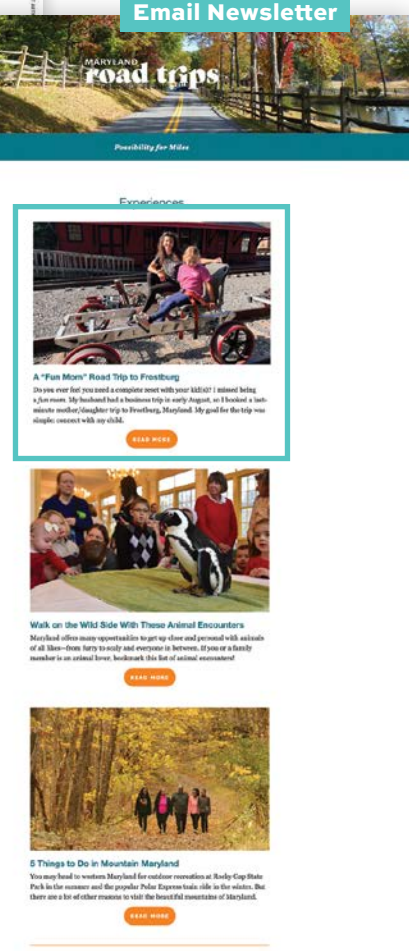 Email Newsletter
MARYLAND
road trips
Possibility for Miles
Experiences
A "Fun Mom" Road Trip to Frostburg
Do you ever feel you need a complete reset with your kid(s)? I missed being
a fun mom. My husband had a business trip in early August, so I booked a last-
minute mother/daughter trip to Frostburg, Maryland. My goal for the trip was
simple: connect with my child.
READ MORE
Walk on the Wild Side With These Animal Encounters
Maryland offers many opportunities to get up close and personal with animals
of all likes—from furry to scaly and everyone in between. If you or a family
member is an animal lover, bookmark this list of animal encounters!
READ MORE
5 Things to Do in Mountain Maryland
You may head to western Maryland for outdoor recreation at Rocky Gap State
Park in the summer and the popular Polar Express train ride in the winter. But
there are a lot of other reasons to visit the beautiful mountains of Maryland.
READ MORE